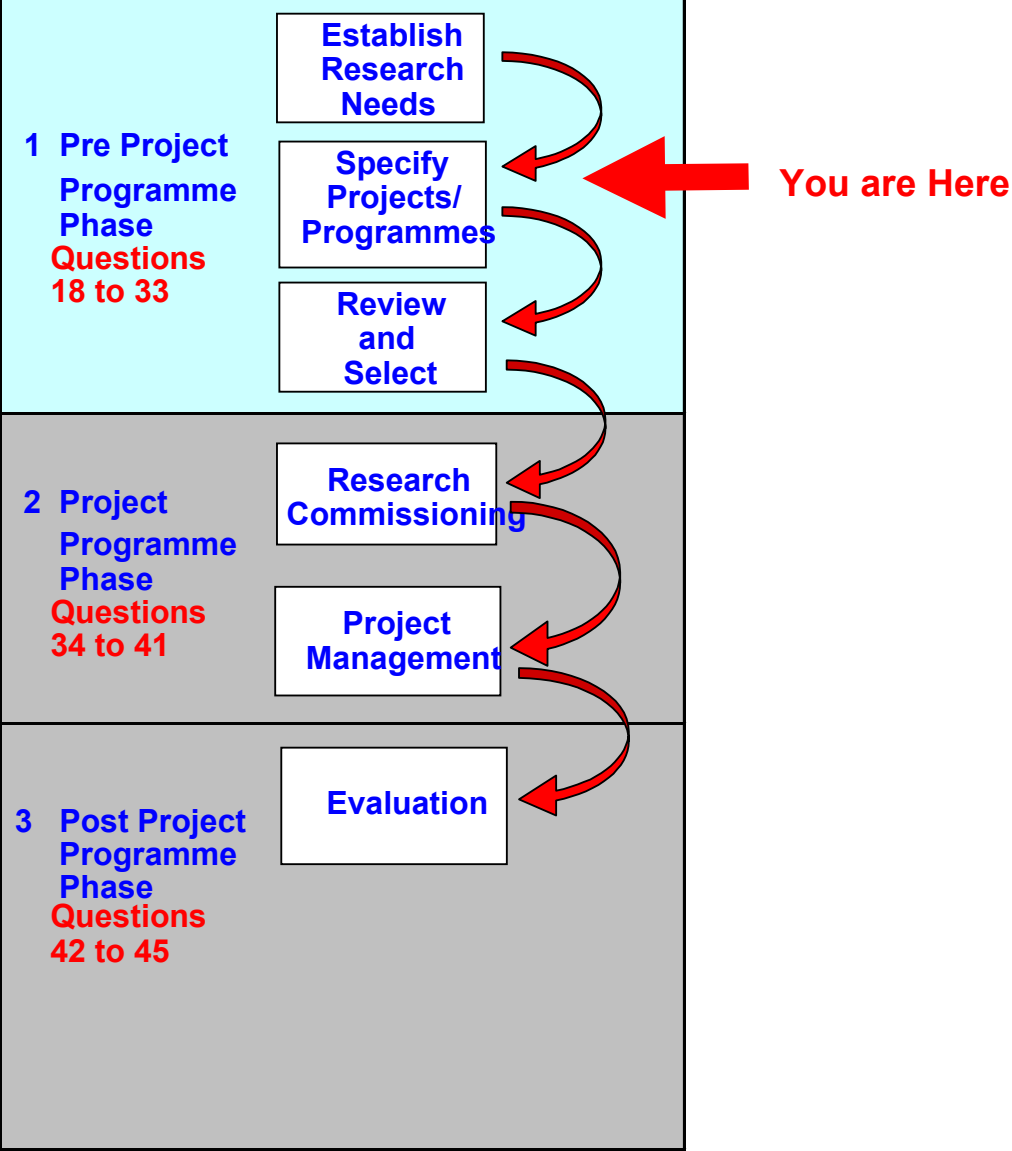 1 Pre Project
Programme
Phase
Questions
18 to 33
Establish
Research
Needs
Specify
Projects/
Programmes
Review
and
Select
You are Here
2 Project
Programme
Phase
Questions
34 to 41
Research
Commissioning
Project
Management
3 Post Project
Programme
Phase
Questions
42 to 45
Evaluation